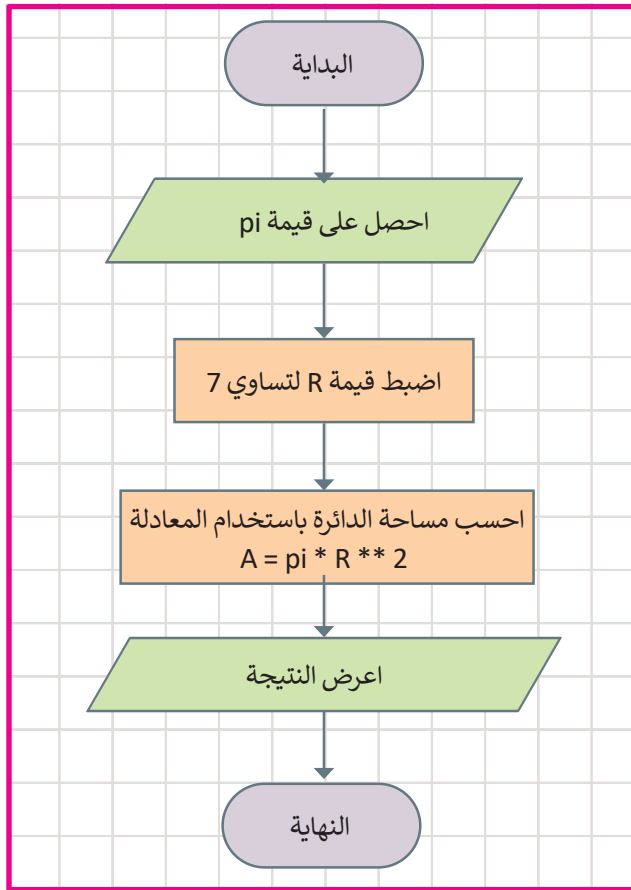 البداية
احصل على قيمة pi
اضبط قيمة R لتساوي 7
احسب مساحة الدائرة باستخدام المعادلة
A = pi * R ** 2
اعرض النتيجة
النهاية